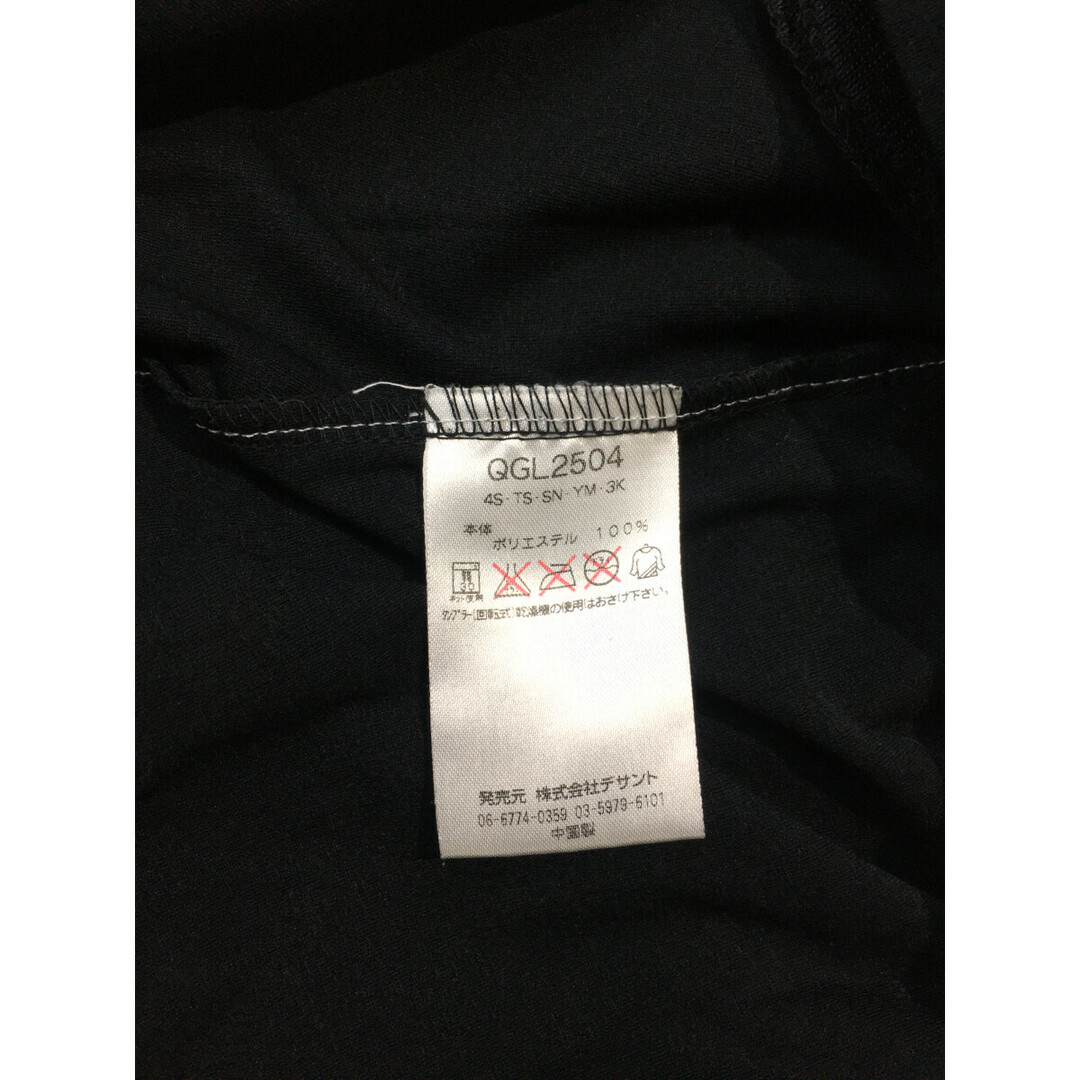 QGL2504
4S・TS・SN・YM・3K
本体
ポリエステル 100%
30
ネット使用
タンブラー(回転式)乾燥機の使用はおさけ下さい。
発売元 株式会社デサント
06-6774-0359 03-5979-6101
中国製